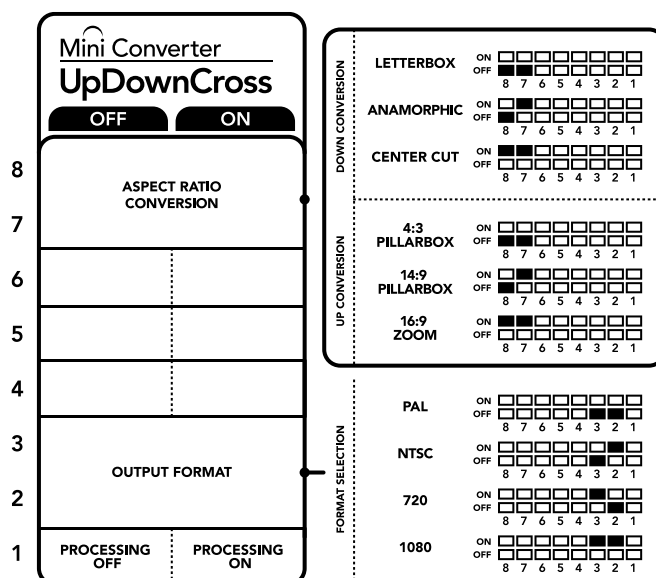 Mini Converter
UpDownCross
OFF ON
8
7
ASPECT RATIO
CONVERSION
6
5
4
3
2
OUTPUT FORMAT
1
PROCESSING
OFF
PROCESSING
ON
DOWN CONVERSION
LETTERBOX
ON
OFF
8 7 6 5 4 3 2 1
ANAMORPHIC
ON
OFF
8 7 6 5 4 3 2 1
CENTER CUT
ON
OFF
8 7 6 5 4 3 2 1
UP CONVERSION
4:3
PILLARBOX
ON
OFF
8 7 6 5 4 3 2 1
14:9
PILLARBOX
ON
OFF
8 7 6 5 4 3 2 1
16:9
ZOOM
ON
OFF
8 7 6 5 4 3 2 1
FORMAT SELECTION
PAL
ON
OFF
8 7 6 5 4 3 2 1
NTSC
ON
OFF
8 7 6 5 4 3 2 1
720
ON
OFF
8 7 6 5 4 3 2 1
1080
ON
OFF
8 7 6 5 4 3 2 1